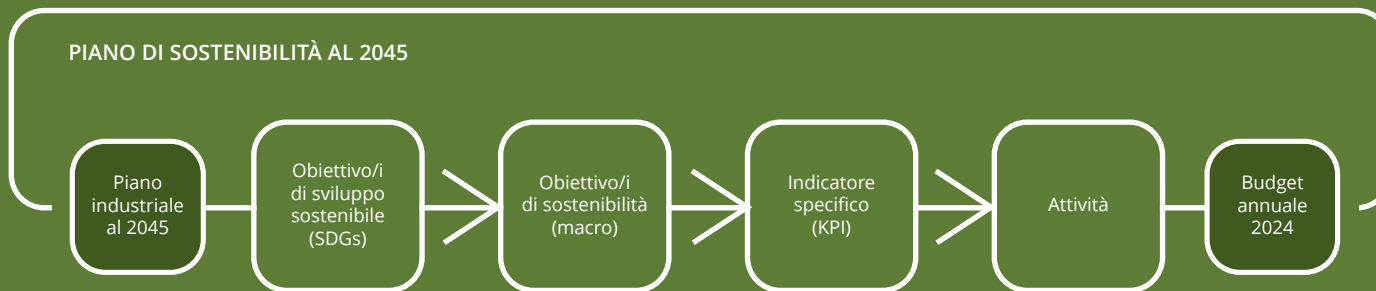 PIANO DI SOSTENIBILITÀ AL 2045
Piano
industriale
al 2045
Obiettivo/i
di sviluppo
sostenibile
(SDGs)
Obiettivo/i
di sostenibilità
(macro)
Indicatore
specifico
(KPI)
Attività
Budget
annuale
2024